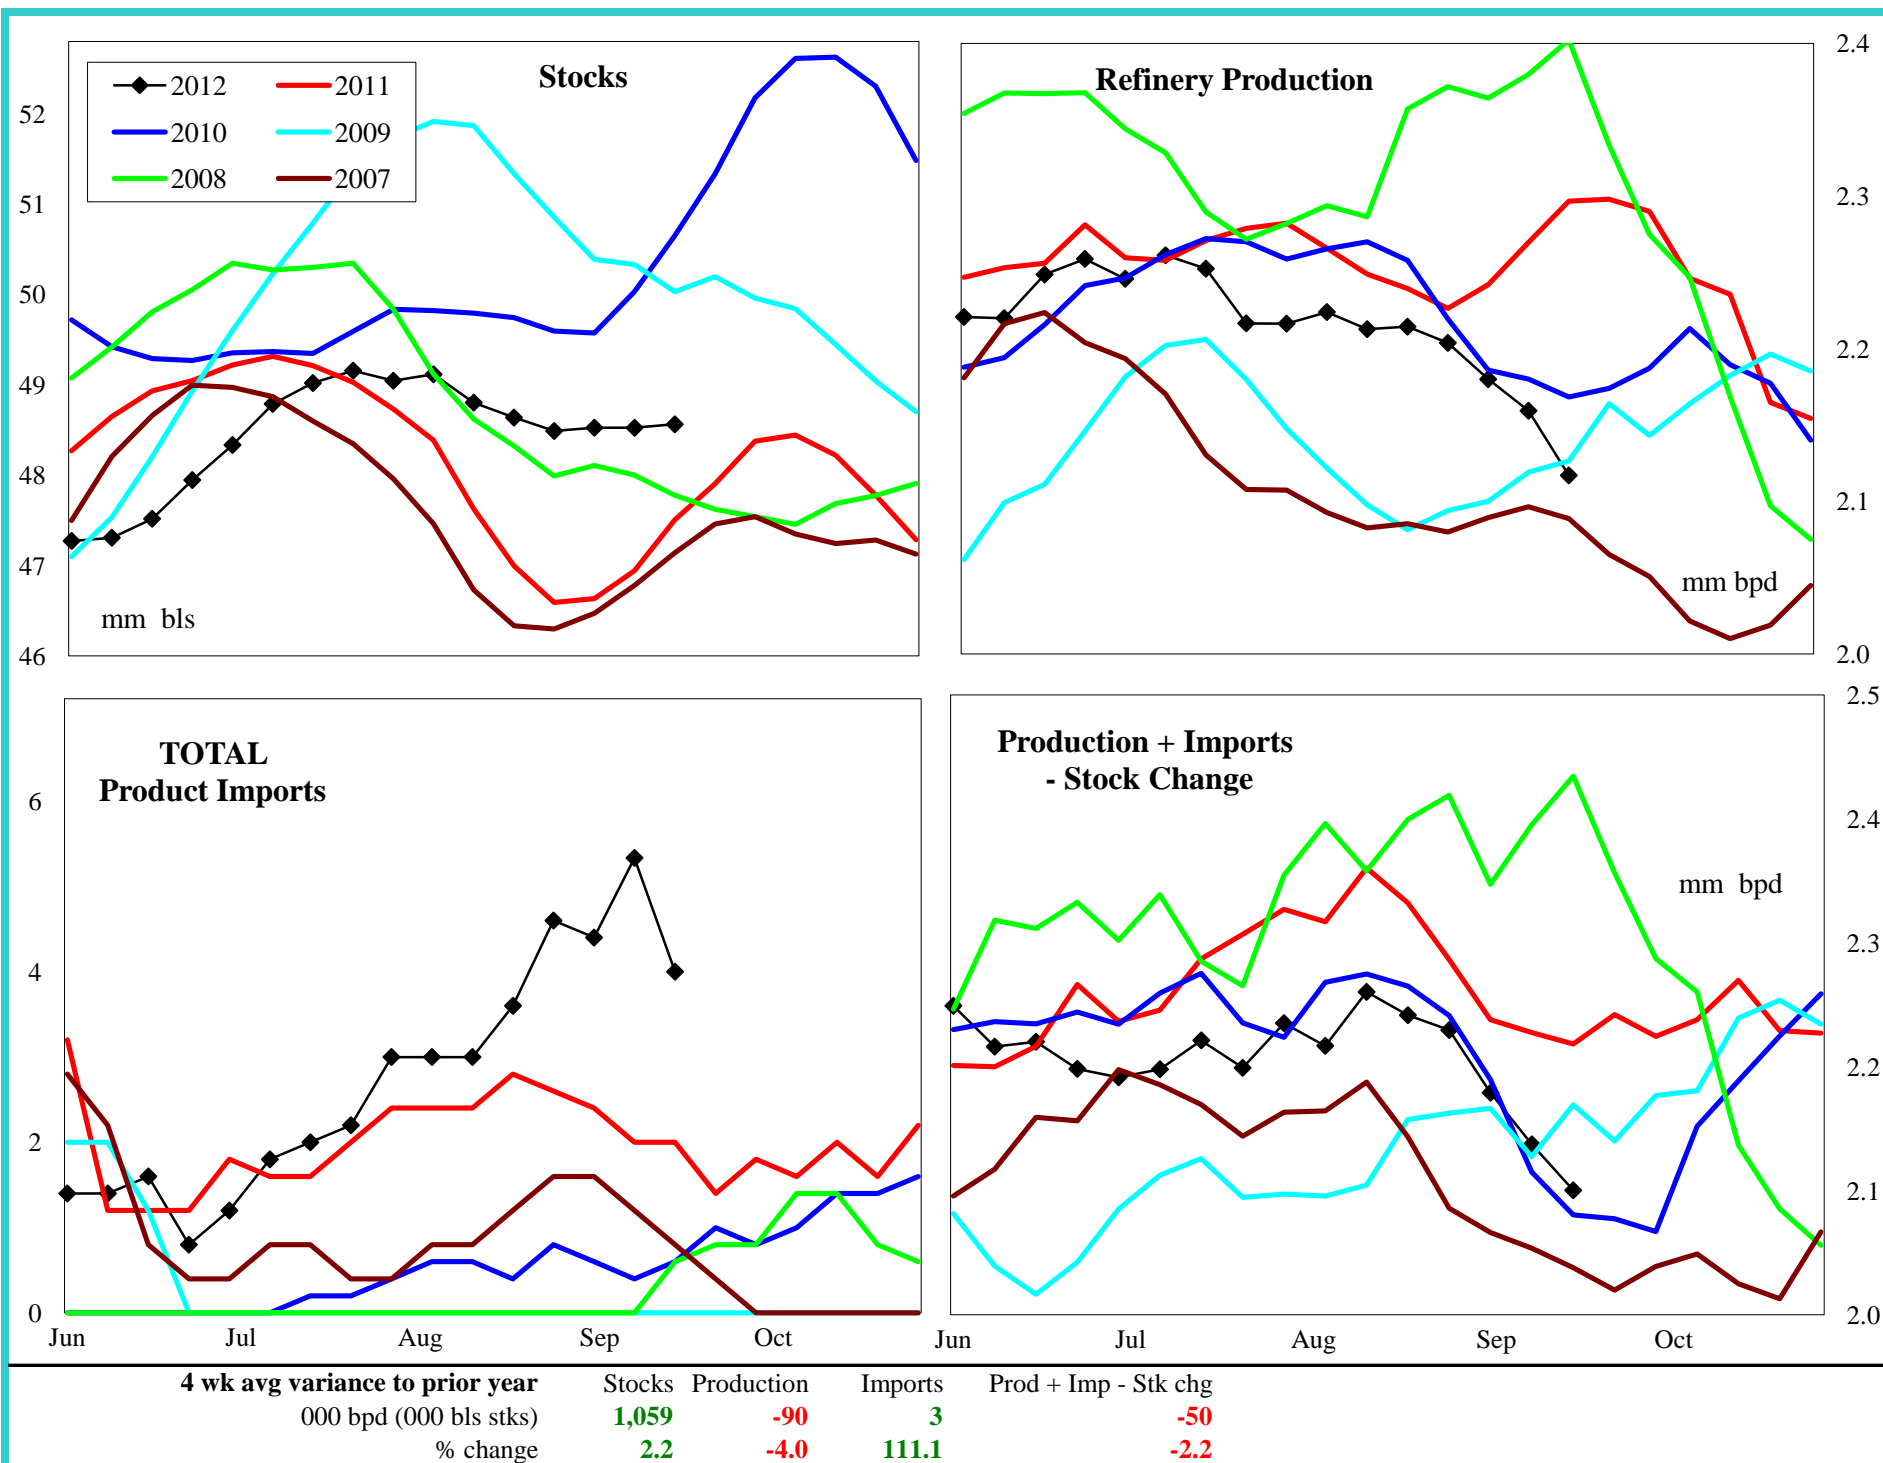 Stocks
2012 2011
2010 2009
2008 2007
52
51
50
49
48
47
46
mm bls
Refinery Production
2.4
2.3
2.2
2.1
2.0
mm bpd
TOTAL
Product Imports
6
4
2
0
Jun Jul Aug Sep Oct
Production + Imports
- Stock Change
2.5
2.4
2.3
2.2
2.1
2.0
mm bpd
Jun Jul Aug Sep Oct
4 wk avg variance to prior year Stocks Production Imports Prod + Imp - Stk chg
000 bpd (000 bls stks) 1,059 -90 3 -50
% change 2.2 -4.0 111.1 -2.2